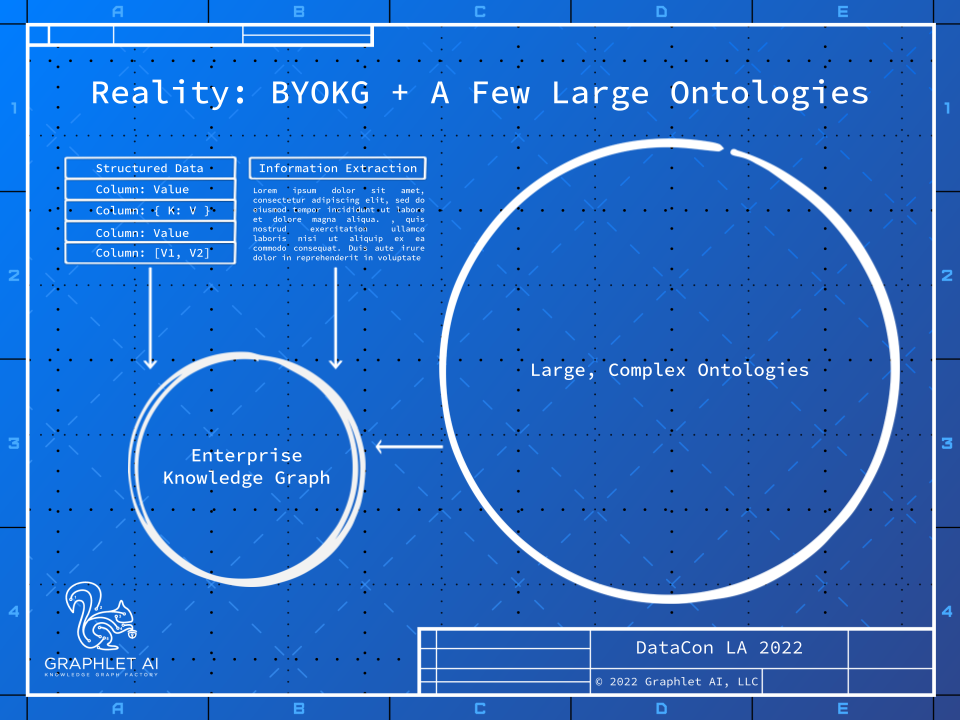 A B C D E
1 1
Reality: BYOKG + A Few Large Ontologies
Structured Data
Column: Value
Column: { K: V }
Column: Value
Column: [V1, V2]
Information Extraction
Lorem ipsum dolor sit amet,
consectetur adipiscing elit, sed do
eiusmod tempor incididunt ut labore
et dolore magna aliqua. , quis
nostrud exercitation ullamco
laboris nisi ut aliquip ex ea
commodo consequat. Duis aute irure
dolor in reprehenderit in voluptate
2 2
Large, Complex Ontologies
3 3
Enterprise
Knowledge Graph
4 4
GRAPHLET AI
KNOWLEDGE GRAPH FACTORY
DataCon LA 2022
© 2022 Graphlet AI, LLC
A B C D E